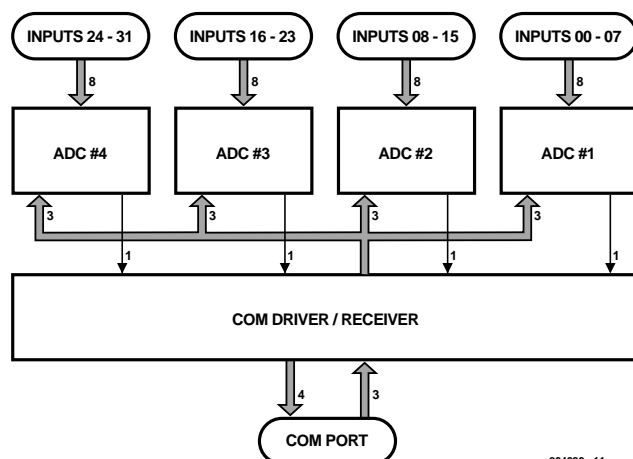 INPUTS 24 - 31 INPUTS 16 - 23 INPUTS 08 - 15 INPUTS 00 - 07
8 8 8 8
ADC #4 ADC #3 ADC #2 ADC #1
3 3 3 3
1 1 1 1
COM DRIVER / RECEIVER
4 3
COM PORT